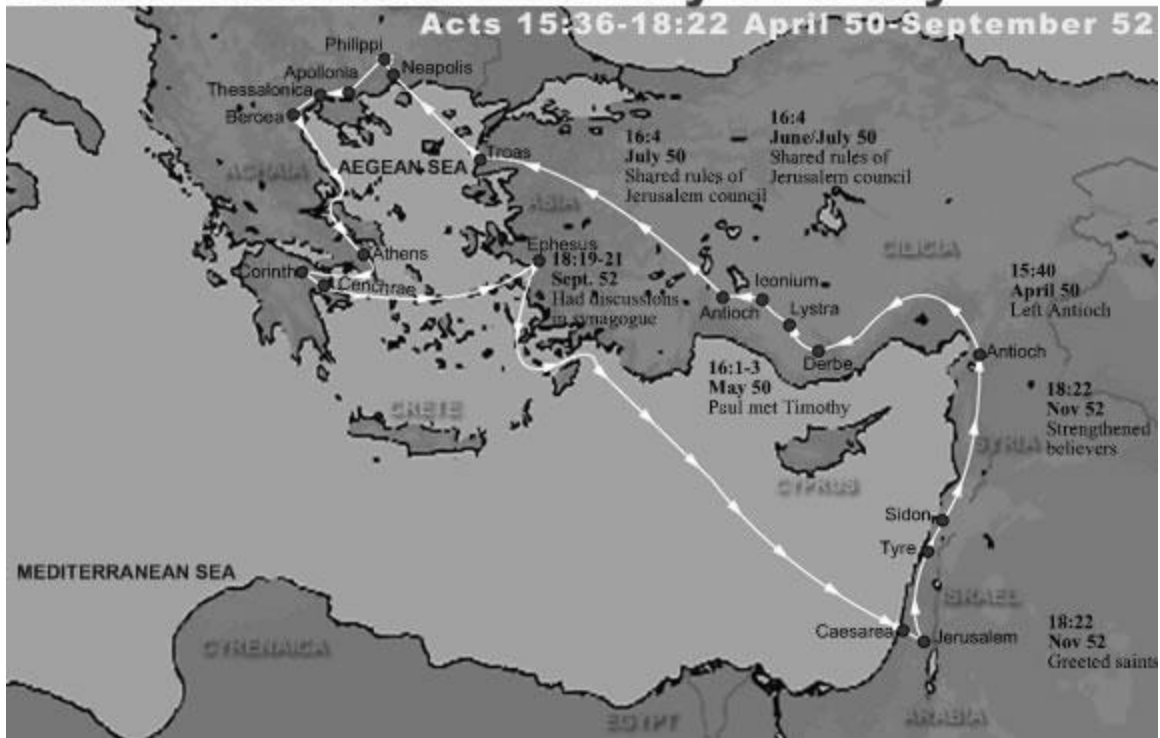 Acts 15:36-18:22 April 50-September 52
Philippi
Neapolis
Apollonia
Thessalonica
Beroea
Troas
AEGEAN SEA
ACHAIA
ASIA
16:4
July 50
Shared rules of
Jerusalem council
16:4
June/July 50
Shared rules of
Jerusalem council
CILICIA
Ephesus
18:19-21
Sept. 52
Had discussions
in synagogue
Athens
Corinth
Cenchrae
Iconium
Antioch
Lystra
Derbe
16:1-3
May 50
Paul met Timothy
15:40
April 50
Left Antioch
Antioch
18:22
Nov 52
Strengthened
believers
SYRIA
CRETE
CYPRUS
Sidon
Tyre
MEDITERRANEAN SEA
ISRAEL
Caesarea
Jerusalem
18:22
Nov 52
Greeted saints
CYRENAICA
EGYPT
ARABIA